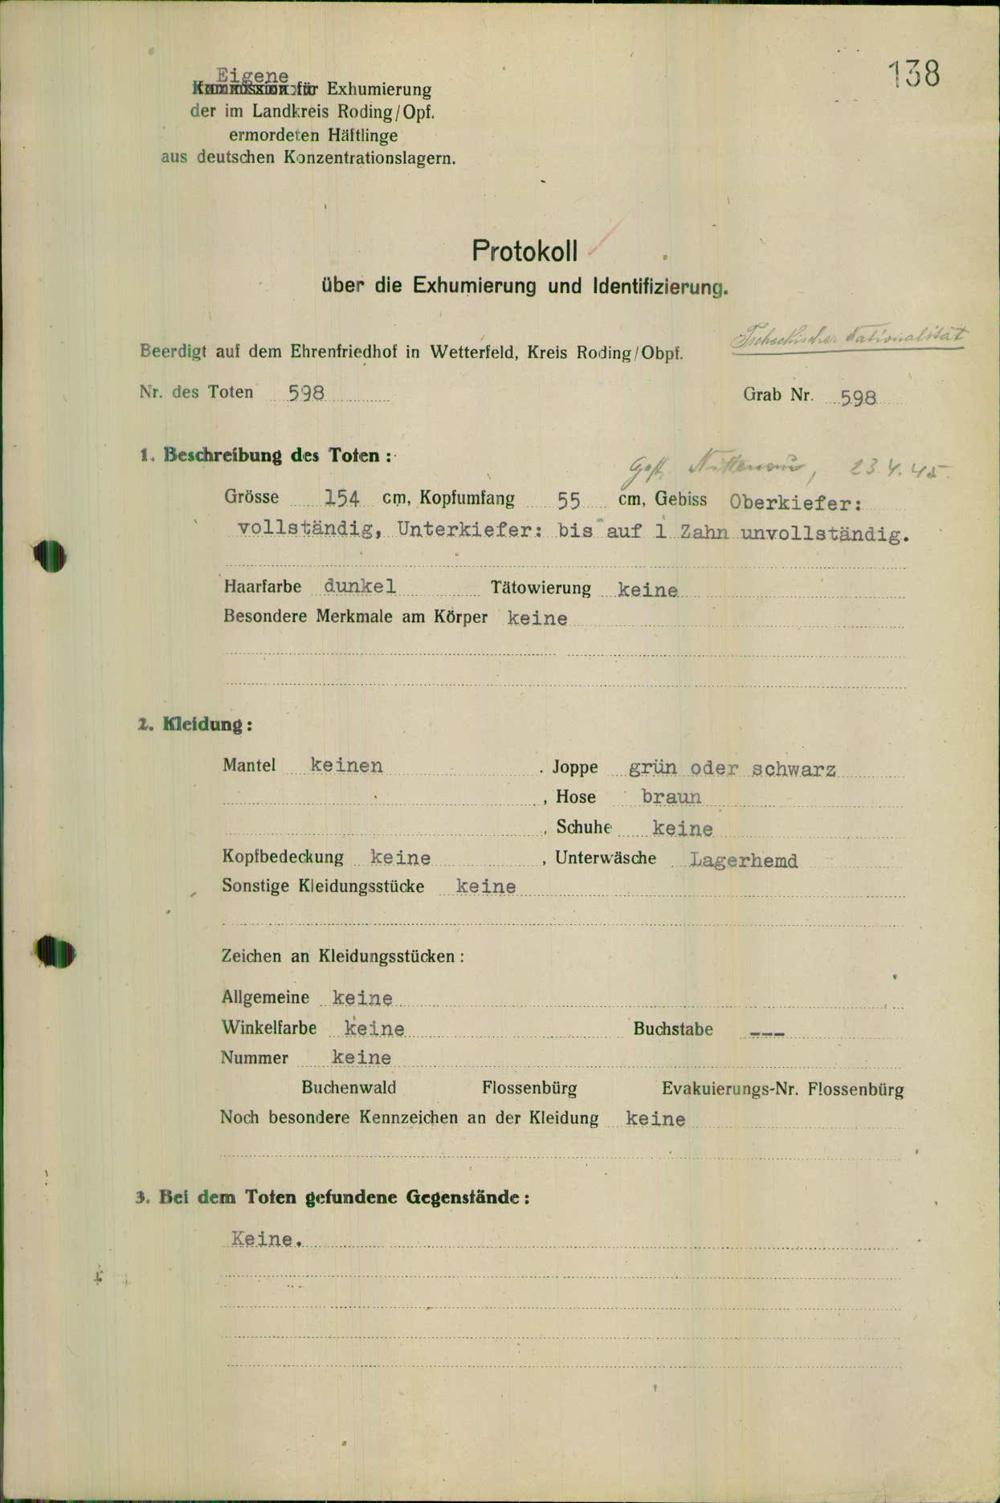 138
Eigene
Kommission für Exhumierung
der im Landkreis Roding/Opf.
ermordeten Häftlinge
aus deutschen Konzentrationslagern.
Protokoll
über die Exhumierung und Identifizierung.
Tschechischer Nationalität
Beerdigt auf dem Ehrenfriedhof in Wetterfeld, Kreis Roding/Obpf.
Nr. des Toten 598 Grab Nr. 598
1. Beschreibung des Toten:
Nittenau, 23.4.45.
Grösse 154 cm, Kopfumfang 55 cm, Gebiss Oberkiefer:
vollständig, Unterkiefer: bis auf 1 Zahn unvollständig.
Haarfarbe dunkel Tätowierung keine
Besondere Merkmale am Körper keine
2. Kleidung:
Mantel keinen . Joppe grün oder schwarz
, Hose braun
, Schuhe keine
Kopfbedeckung keine , Unterwäsche Lagerhemd
Sonstige Kleidungsstücke keine
Zeichen an Kleidungsstücken:
Allgemeine keine
Winkelfarbe keine Buchstabe ---
Nummer keine
Buchenwald Flossenbürg Evakuierungs-Nr. Flossenbürg
Noch besondere Kennzeichen an der Kleidung keine
3. Bei dem Toten gefundene Gegenstände:
Keine.